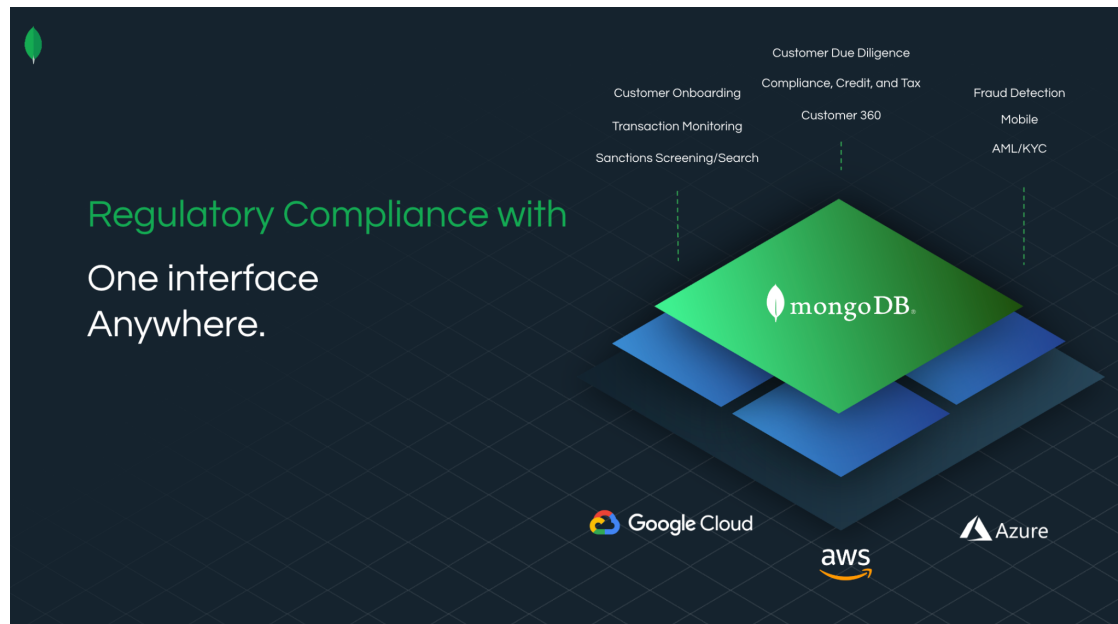 Regulatory Compliance with
One interface
Anywhere.
Customer Onboarding
Transaction Monitoring
Sanctions Screening/Search
Customer Due Diligence
Compliance, Credit, and Tax
Customer 360
Fraud Detection
Mobile
AML/KYC
mongoDB®
Google Cloud
aws
Azure